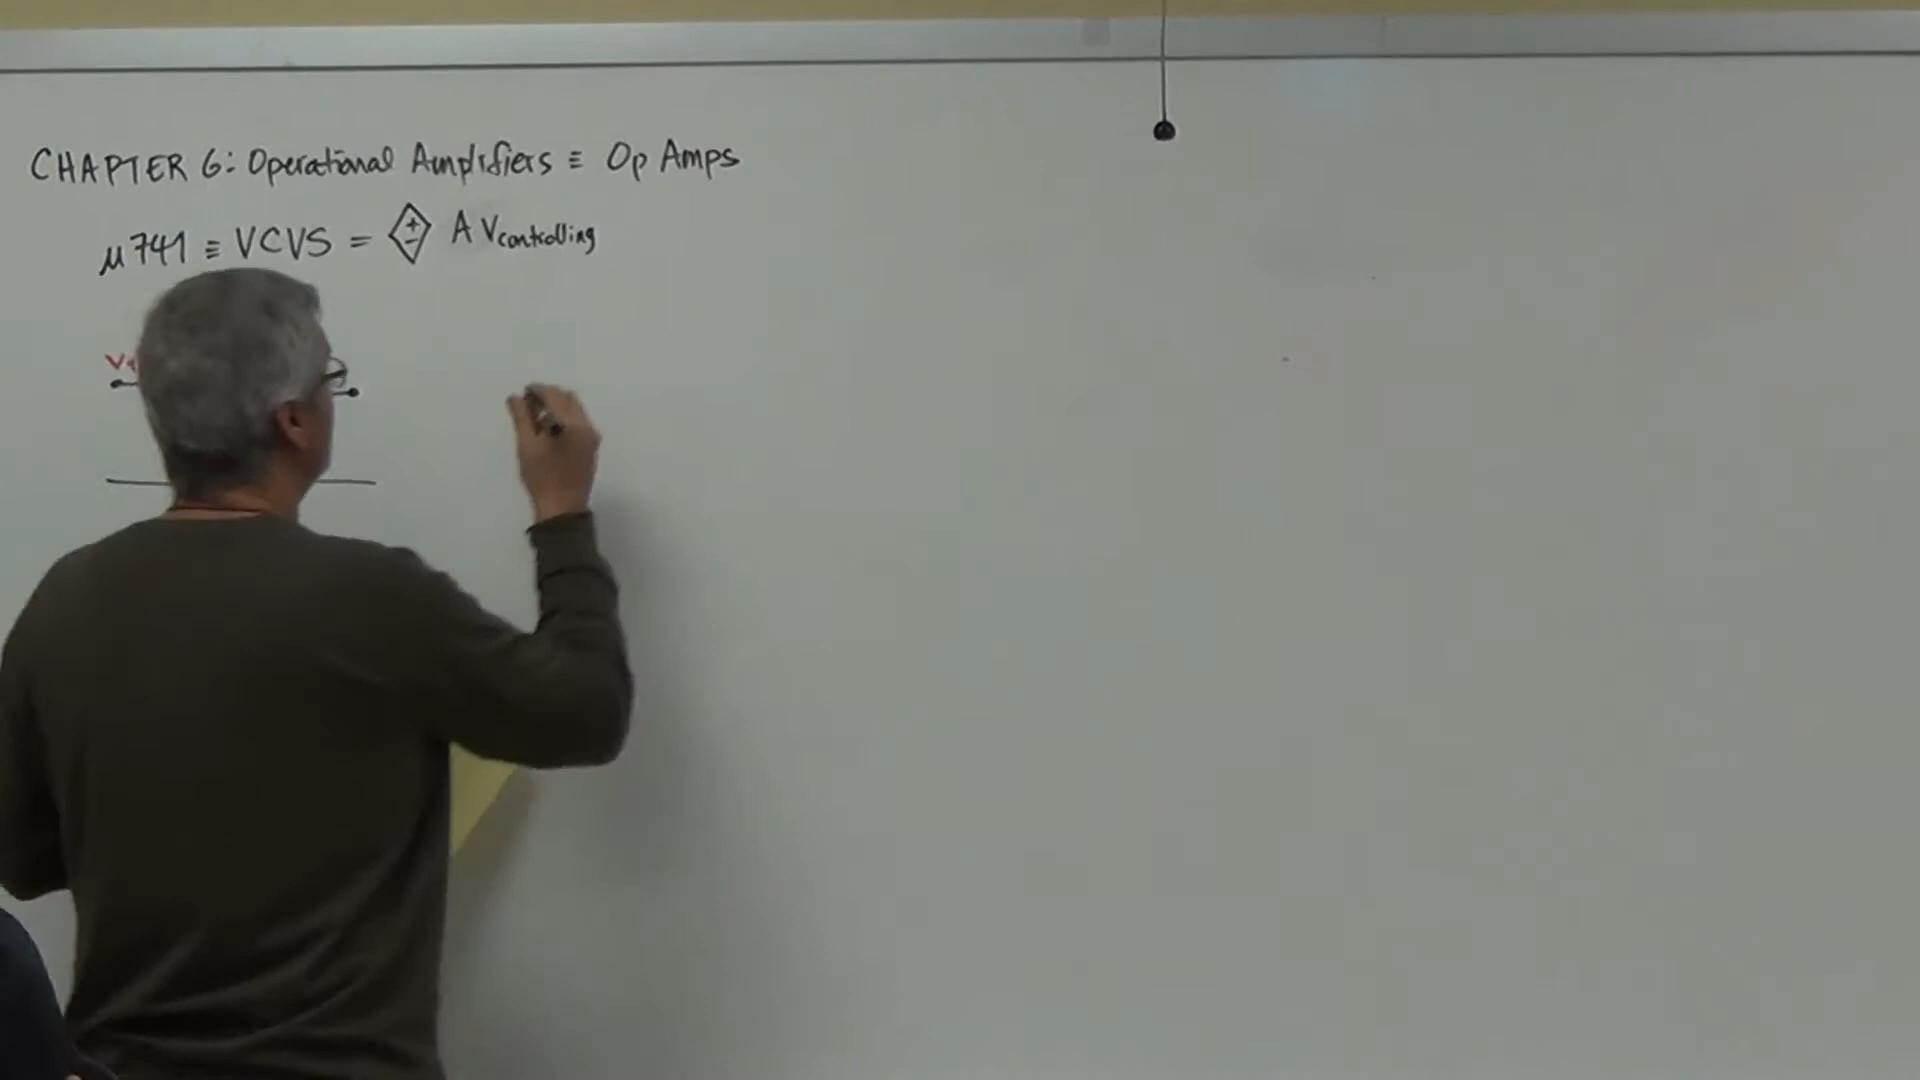 CHAPTER 6: Operational Amplifiers ≡ Op Amps
μ741 ≡ VCVS = A Vcontrolling